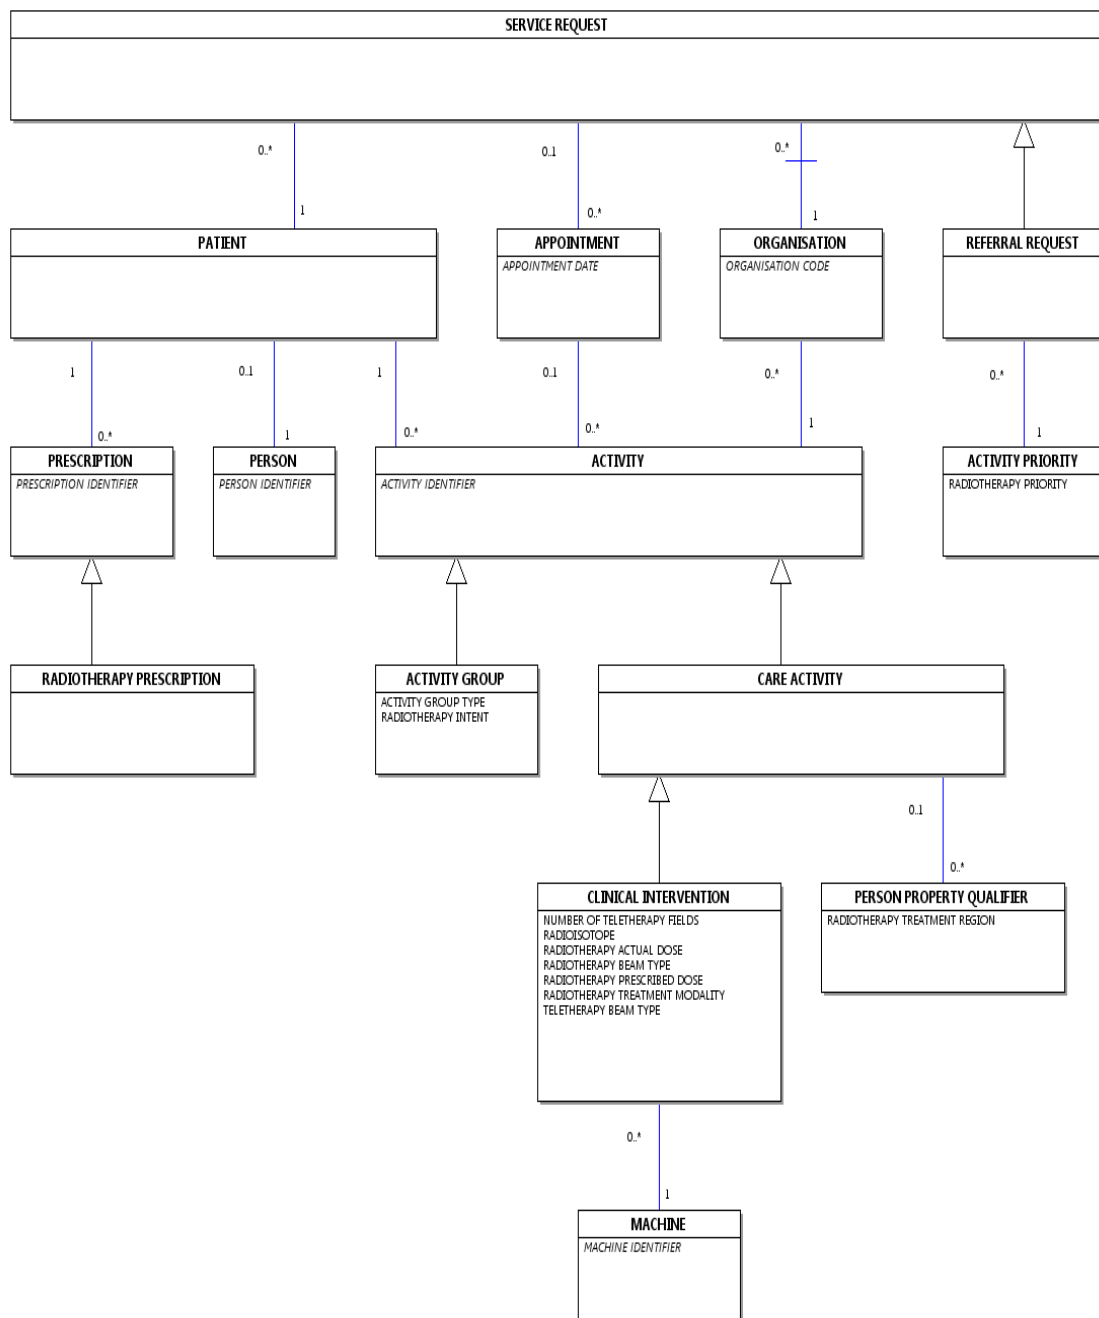 SERVICE REQUEST
0..*
0..1
0..*
1
0..*
1
PATIENT
APPOINTMENT
APPOINTMENT DATE
ORGANISATION
ORGANISATION CODE
REFERRAL REQUEST
1
0..1
1
0..1
0..*
0..*
0..*
1
0..*
0..*
1
1
PRESCRIPTION
PRESCRIPTION IDENTIFIER
PERSON
PERSON IDENTIFIER
ACTIVITY
ACTIVITY IDENTIFIER
ACTIVITY PRIORITY
RADIOTHERAPY PRIORITY
RADIOTHERAPY PRESCRIPTION
ACTIVITY GROUP
ACTIVITY GROUP TYPE
RADIOTHERAPY INTENT
CARE ACTIVITY
0..1
0..*
CLINICAL INTERVENTION
NUMBER OF TELETHERAPY FIELDS
RADIOISOTOPE
RADIOTHERAPY ACTUAL DOSE
RADIOTHERAPY BEAM TYPE
RADIOTHERAPY PRESCRIBED DOSE
RADIOTHERAPY TREATMENT MODALITY
TELETHERAPY BEAM TYPE
PERSON PROPERTY QUALIFIER
RADIOTHERAPY TREATMENT REGION
0..*
1
MACHINE
MACHINE IDENTIFIER